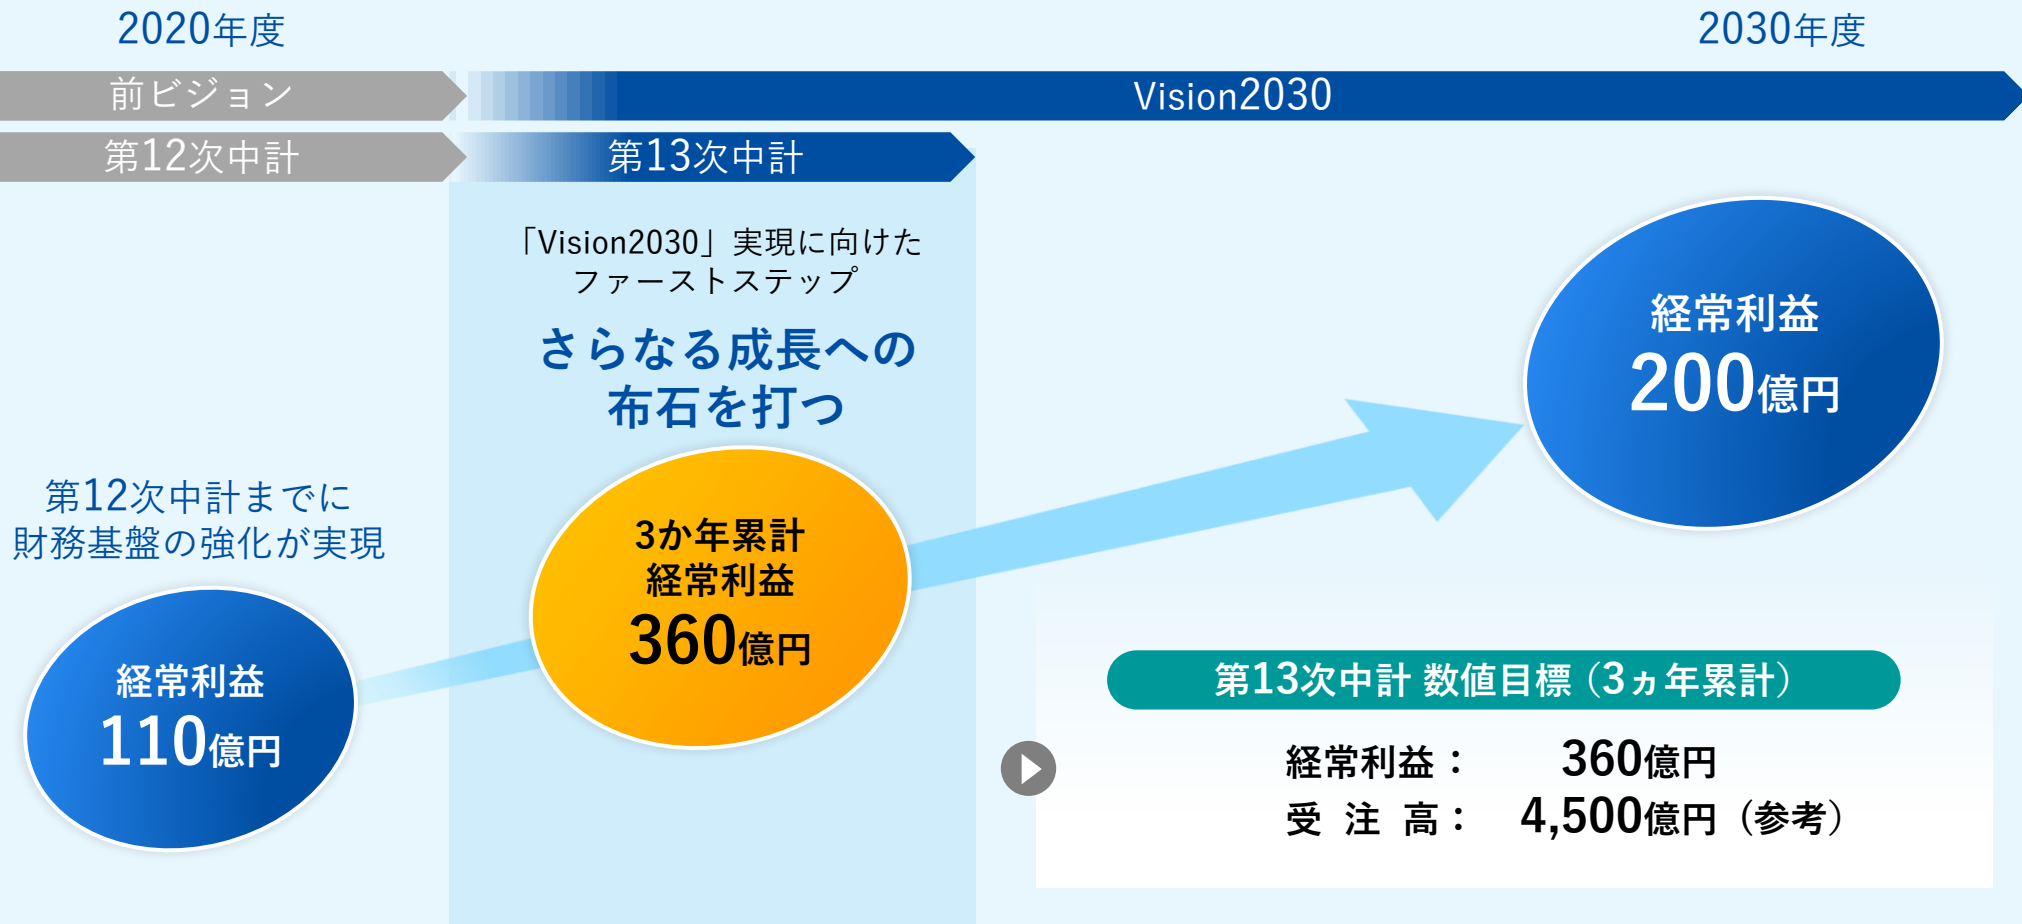 2020年度
2030年度
前ビジョン
Vision2030
第12次中計
第13次中計
「Vision2030」実現に向けた
ファーストステップ
さらなる成長への
布石を打つ
第12次中計までに
財務基盤の強化が実現
経常利益
110億円
3か年累計
経常利益
360億円
経常利益
200億円
第13次中計 数値目標（3ヵ年累計）
経常利益： 360億円
受 注 高： 4,500億円（参考）